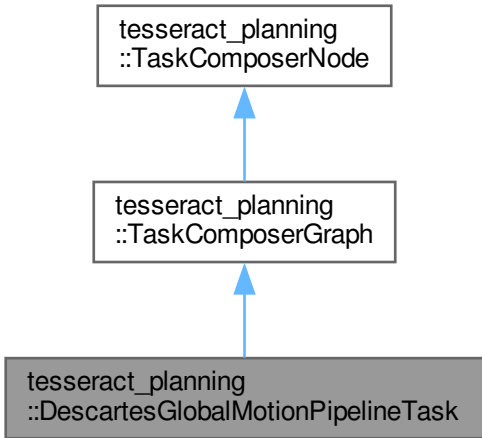 tesseract_planning
::TaskComposerNode
tesseract_planning
::TaskComposerGraph
tesseract_planning
::DescartesGlobalMotionPipelineTask